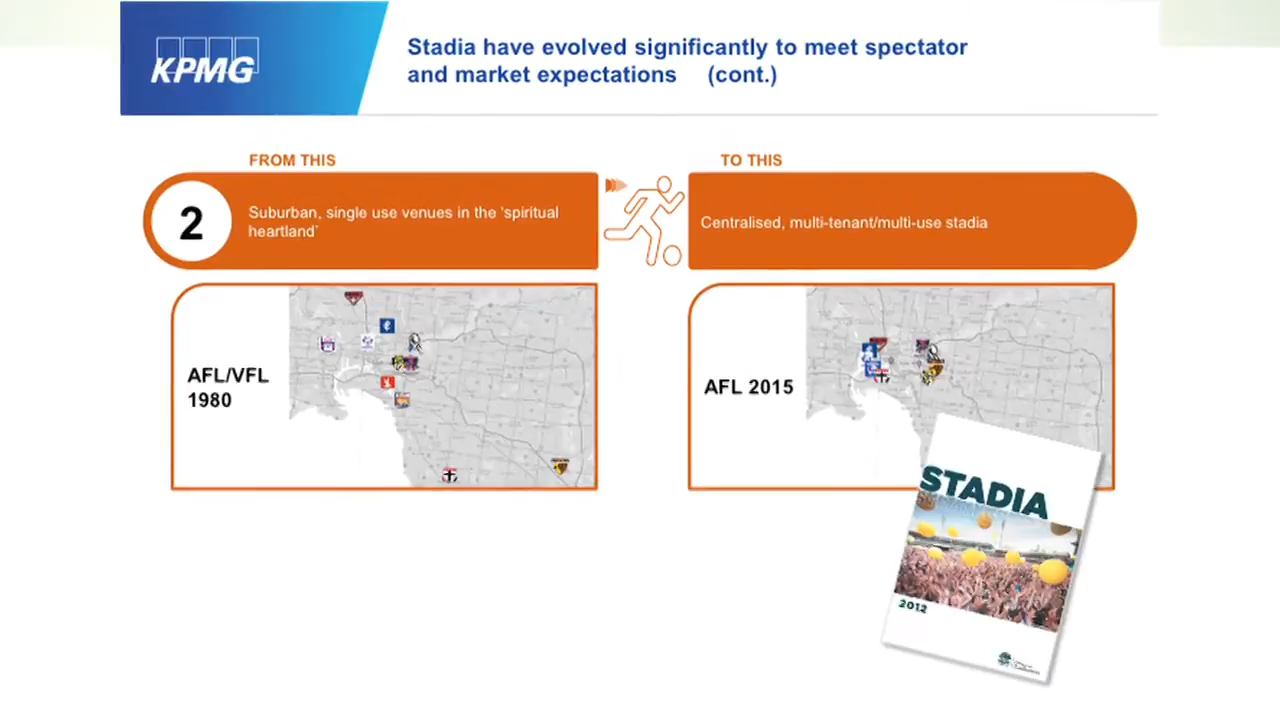 KPMG
Stadia have evolved significantly to meet spectator
and market expectations (cont.)
FROM THIS
TO THIS
2
Suburban, single use venues in the 'spiritual
heartland'
Centralised, multi-tenant/multi-use stadia
AFL/VFL
1980
AFL 2015
STADIA
2012